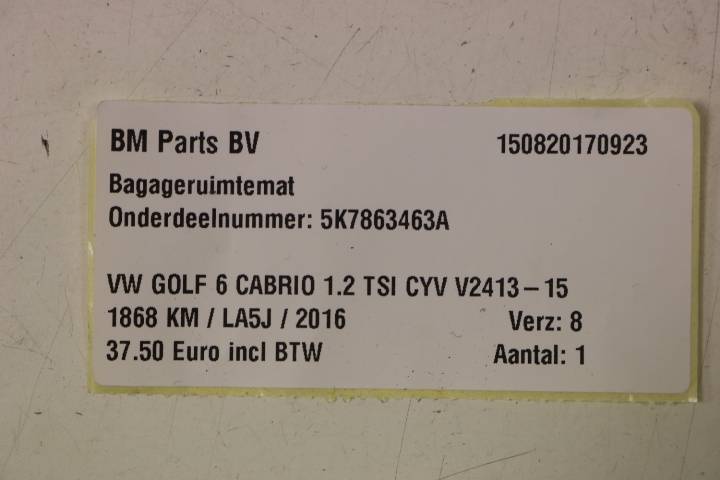 BM Parts BV 150820170923
Bagageruimtemat
Onderdeelnummer: 5K7863463A
VW GOLF 6 CABRIO 1.2 TSI CYV V2413-15
1868 KM / LA5J / 2016 Verz: 8
37.50 Euro incl BTW Aantal: 1